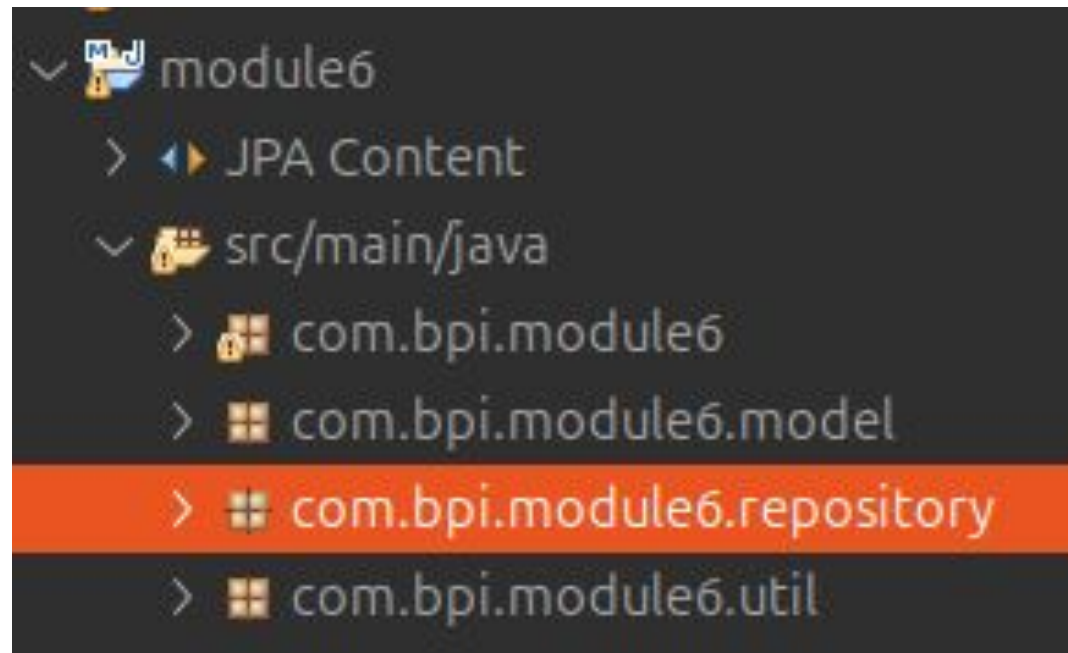 module6
JPA Content
src/main/java
com.bpi.module6
com.bpi.module6.model
com.bpi.module6.repository
com.bpi.module6.util